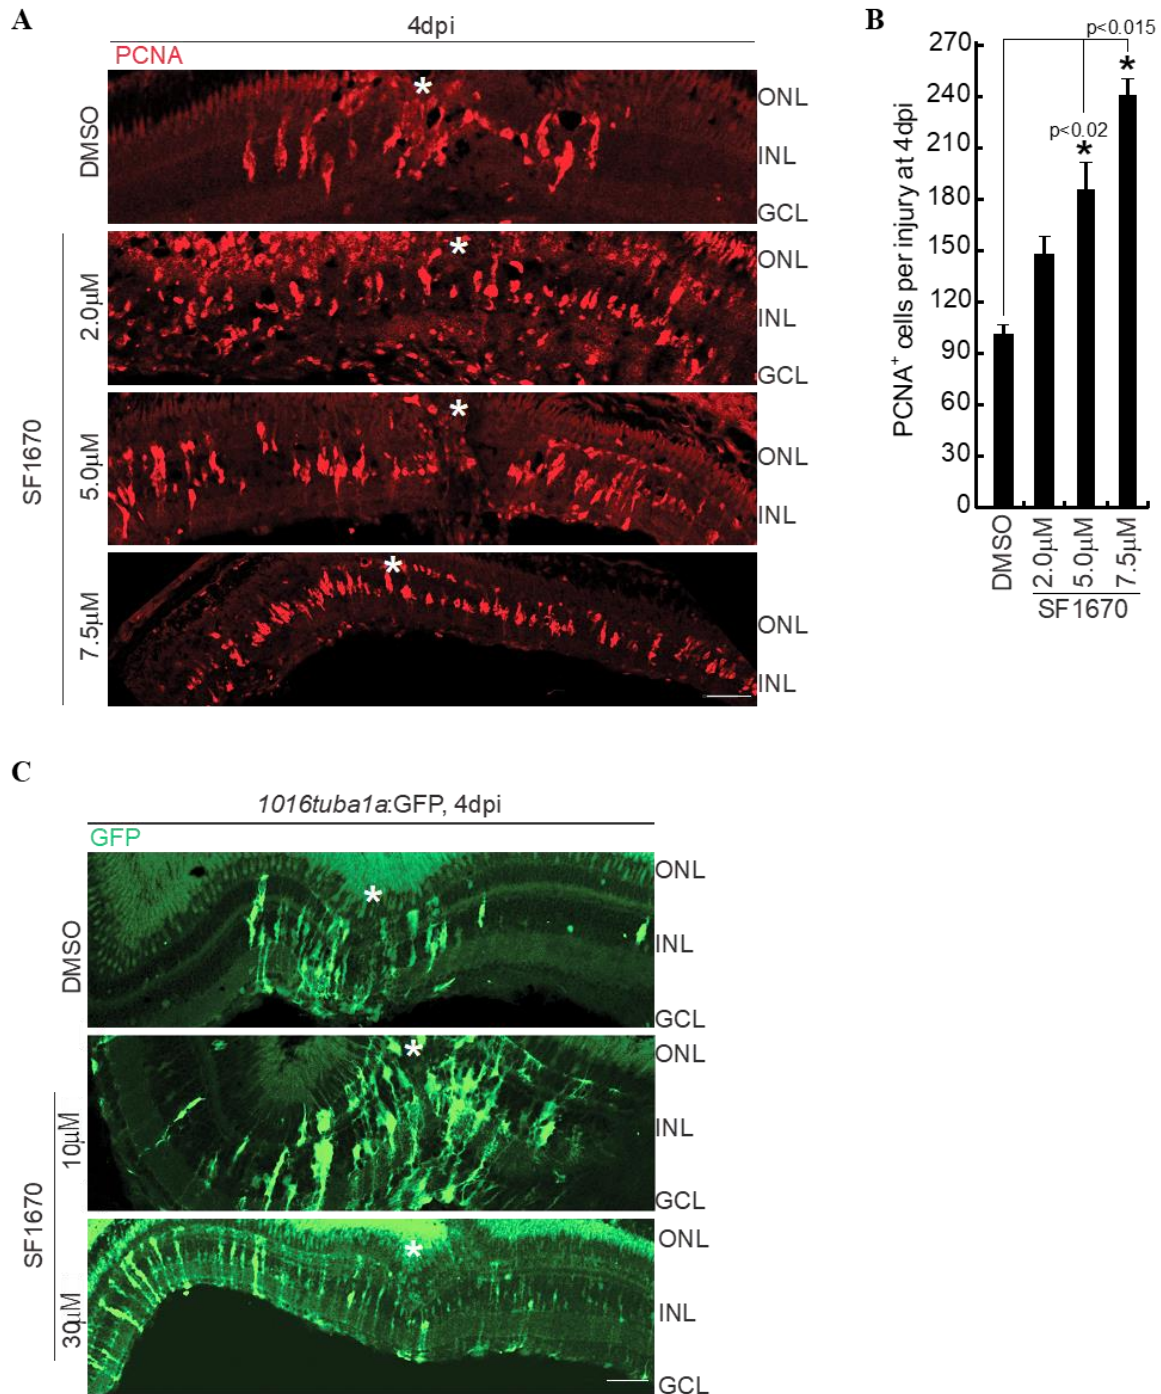 A
4dpi
PCNA
DMSO
*
ONL
INL
GCL
SF1670
2.0μM
*
ONL
INL
GCL
5.0μM
*
ONL
INL
7.5μM
*
ONL
INL
B
PCNA+ cells per injury at 4dpi
270
240
210
180
150
120
90
60
30
0
p<0.015
*
p<0.02
*
DMSO
2.0μM
5.0μM
7.5μM
SF1670
C
1016tuba1a:GFP, 4dpi
GFP
DMSO
*
ONL
INL
GCL
SF1670
10μM
*
ONL
INL
GCL
30μM
*
ONL
INL
GCL